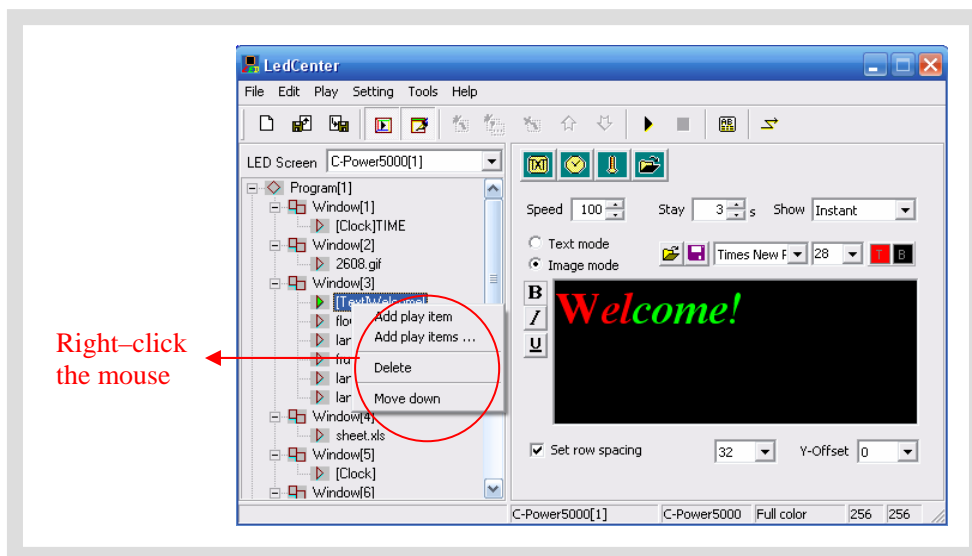 LedCenter
File Edit Play Setting Tools Help
LED Screen C-Power5000[1]
TXT
Program[1]
Window[1]
[Clock]TIME
Window[2]
2608.gif
Window[3]
[Text]Welcome!
Window[4]
sheet.xls
Window[5]
[Clock]
Window[6]
Add play item
Add play items ...
Delete
Move down
Right–click
the mouse
Speed 100 Stay 3 s Show Instant
Text mode
Image mode
Times New F 28 T B
B
I
U
Welcome!
Set row spacing 32 Y-Offset 0
C-Power5000[1] C-Power5000 Full color 256 256